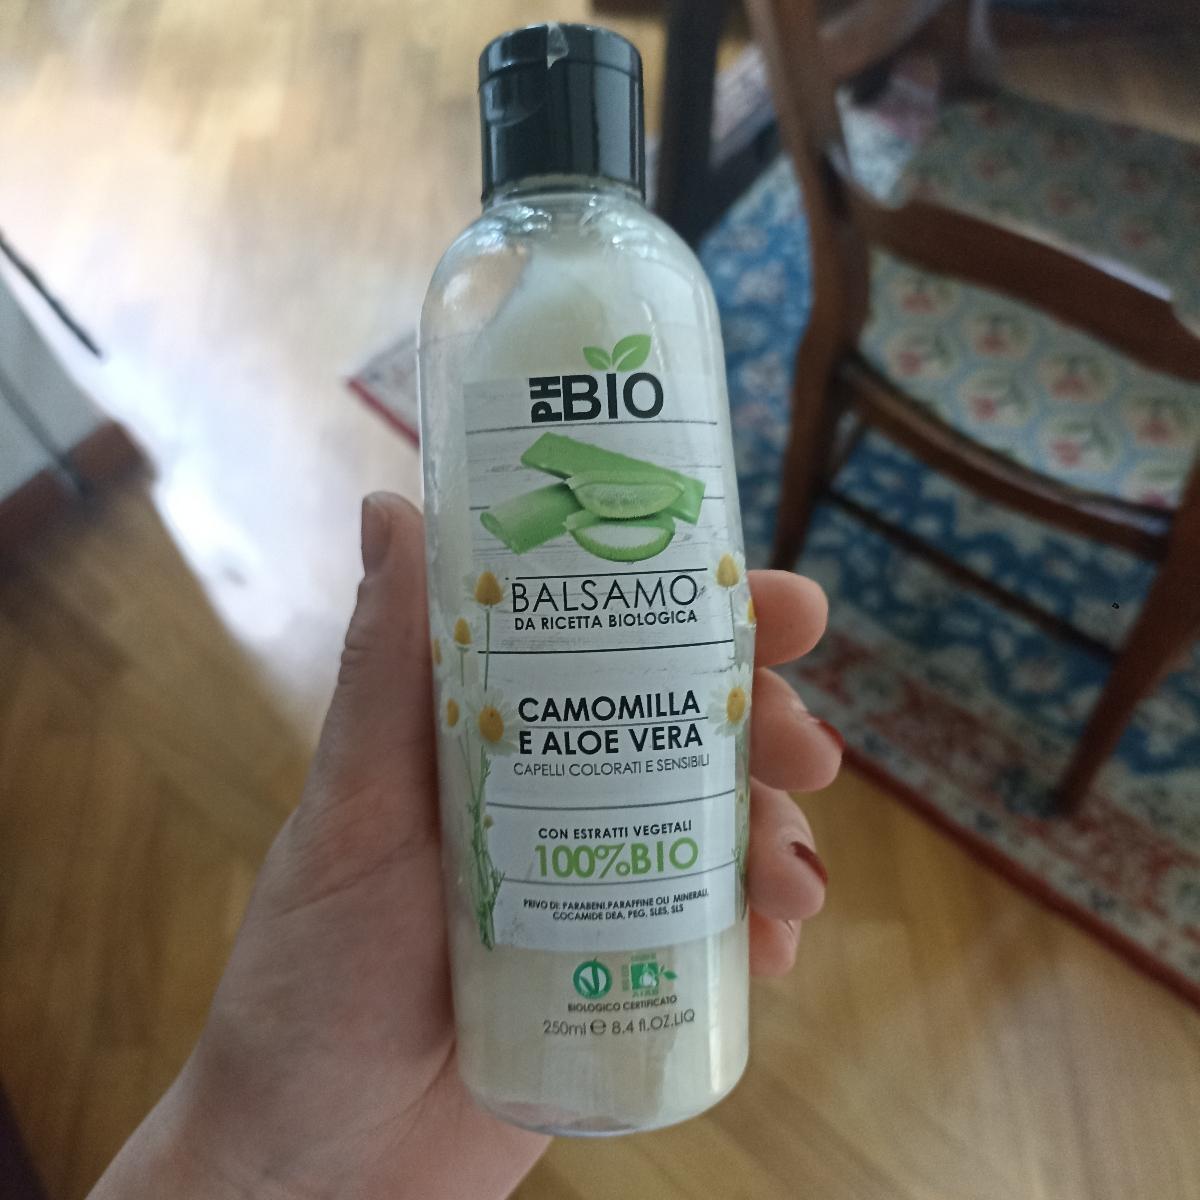 PH BIO
BALSAMO
DA RICETTA BIOLOGICA
CAMOMILLA
E ALOE VERA
CAPELLI COLORATI E SENSIBILI
CON ESTRATTI VEGETALI
100%BIO
PRIVO DI: PARABENI,PARAFFINE OLI MINERALI,
COCAMIDE DEA, PEG, SLES, SLS
BIOLOGICO CERTIFICATO
250ml e 8.4 fl.OZ.LIQ